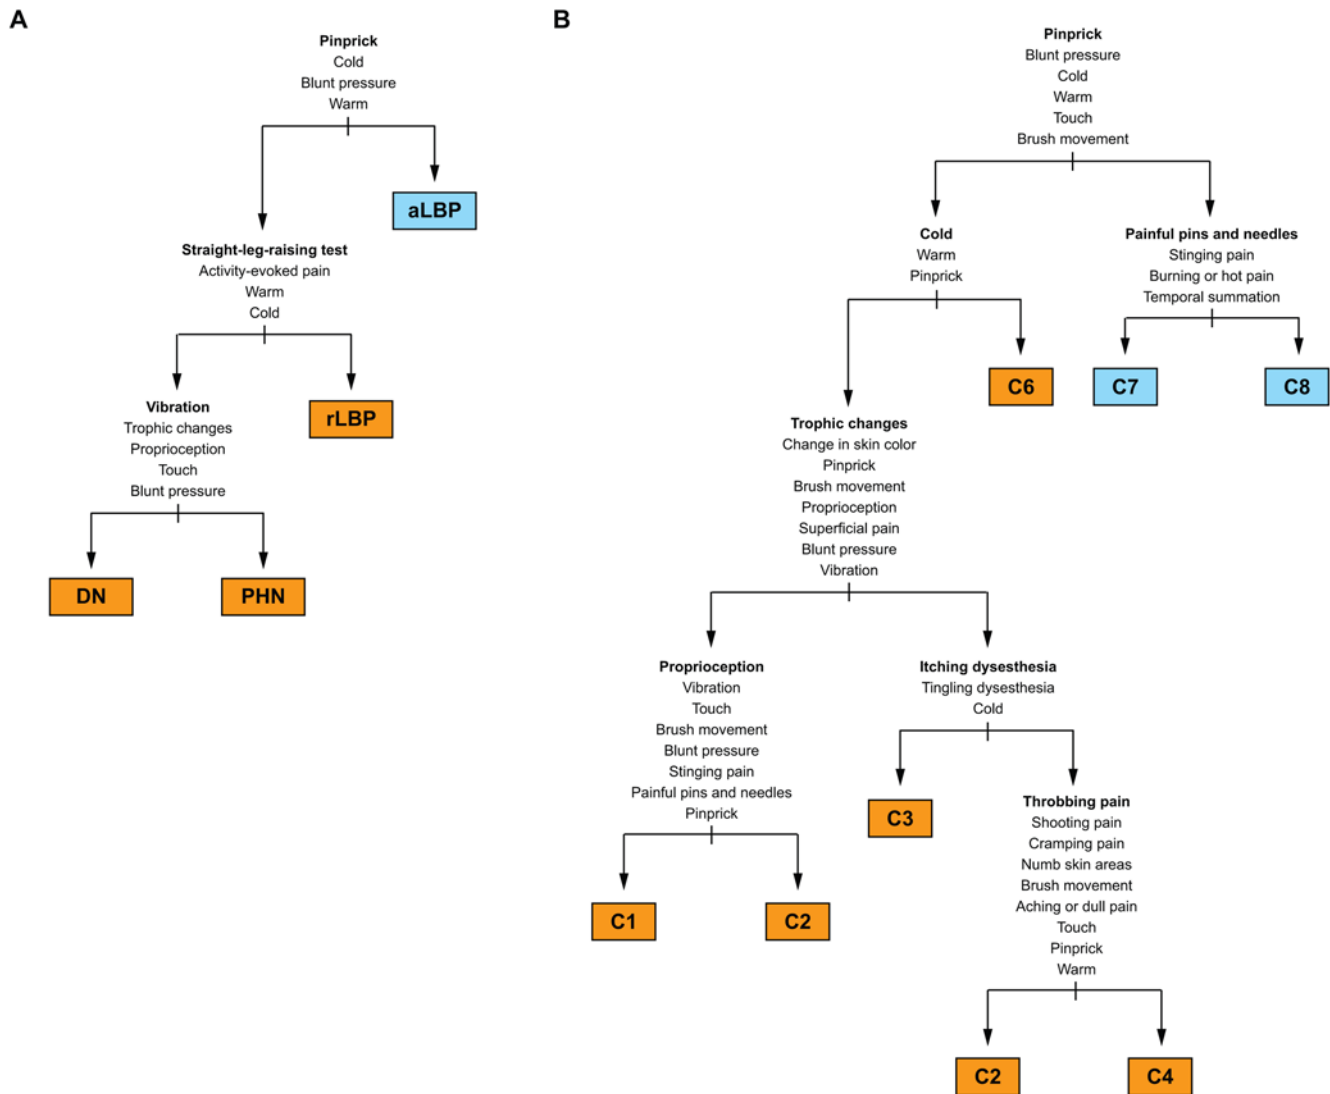 A
Pinprick
Cold
Blunt pressure
Warm
aLBP
Straight-leg-raising test
Activity-evoked pain
Warm
Cold
rLBP
Vibration
Trophic changes
Proprioception
Touch
Blunt pressure
DN
PHN
B
Pinprick
Blunt pressure
Cold
Warm
Touch
Brush movement
Cold
Warm
Pinprick
Painful pins and needles
Stinging pain
Burning or hot pain
Temporal summation
C6
C7
C8
Trophic changes
Change in skin color
Pinprick
Brush movement
Proprioception
Superficial pain
Blunt pressure
Vibration
Proprioception
Vibration
Touch
Brush movement
Blunt pressure
Stinging pain
Painful pins and needles
Pinprick
C1
C2
Itching dysesthesia
Tingling dysesthesia
Cold
C3
Throbbing pain
Shooting pain
Cramping pain
Numb skin areas
Brush movement
Aching or dull pain
Touch
Pinprick
Warm
C2
C4